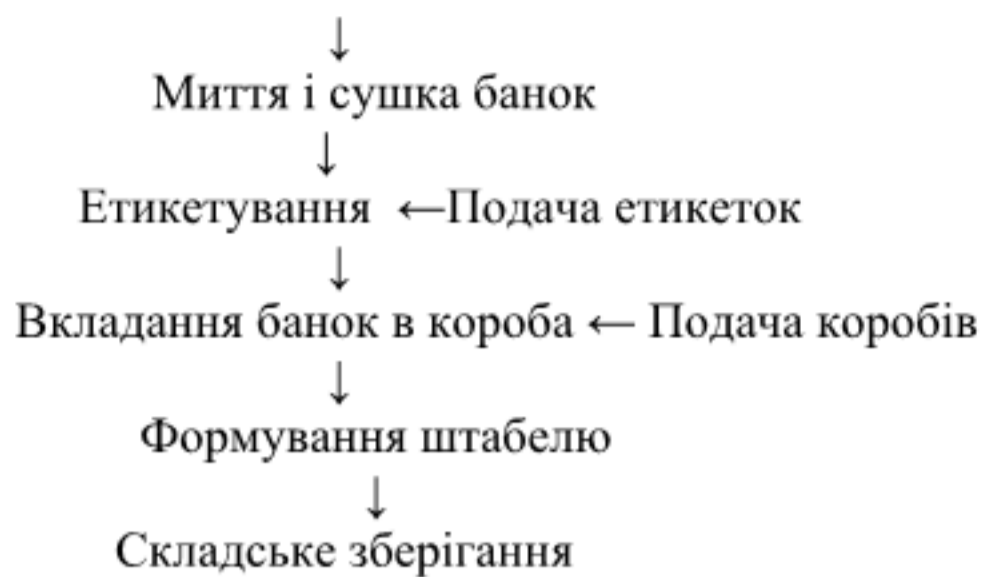 ↓
Миття і сушка банок
↓
Етикетування ←Подача етикеток
↓
Вкладання банок в короба ← Подача коробів
↓
Формування штабелю
↓
Складське зберігання